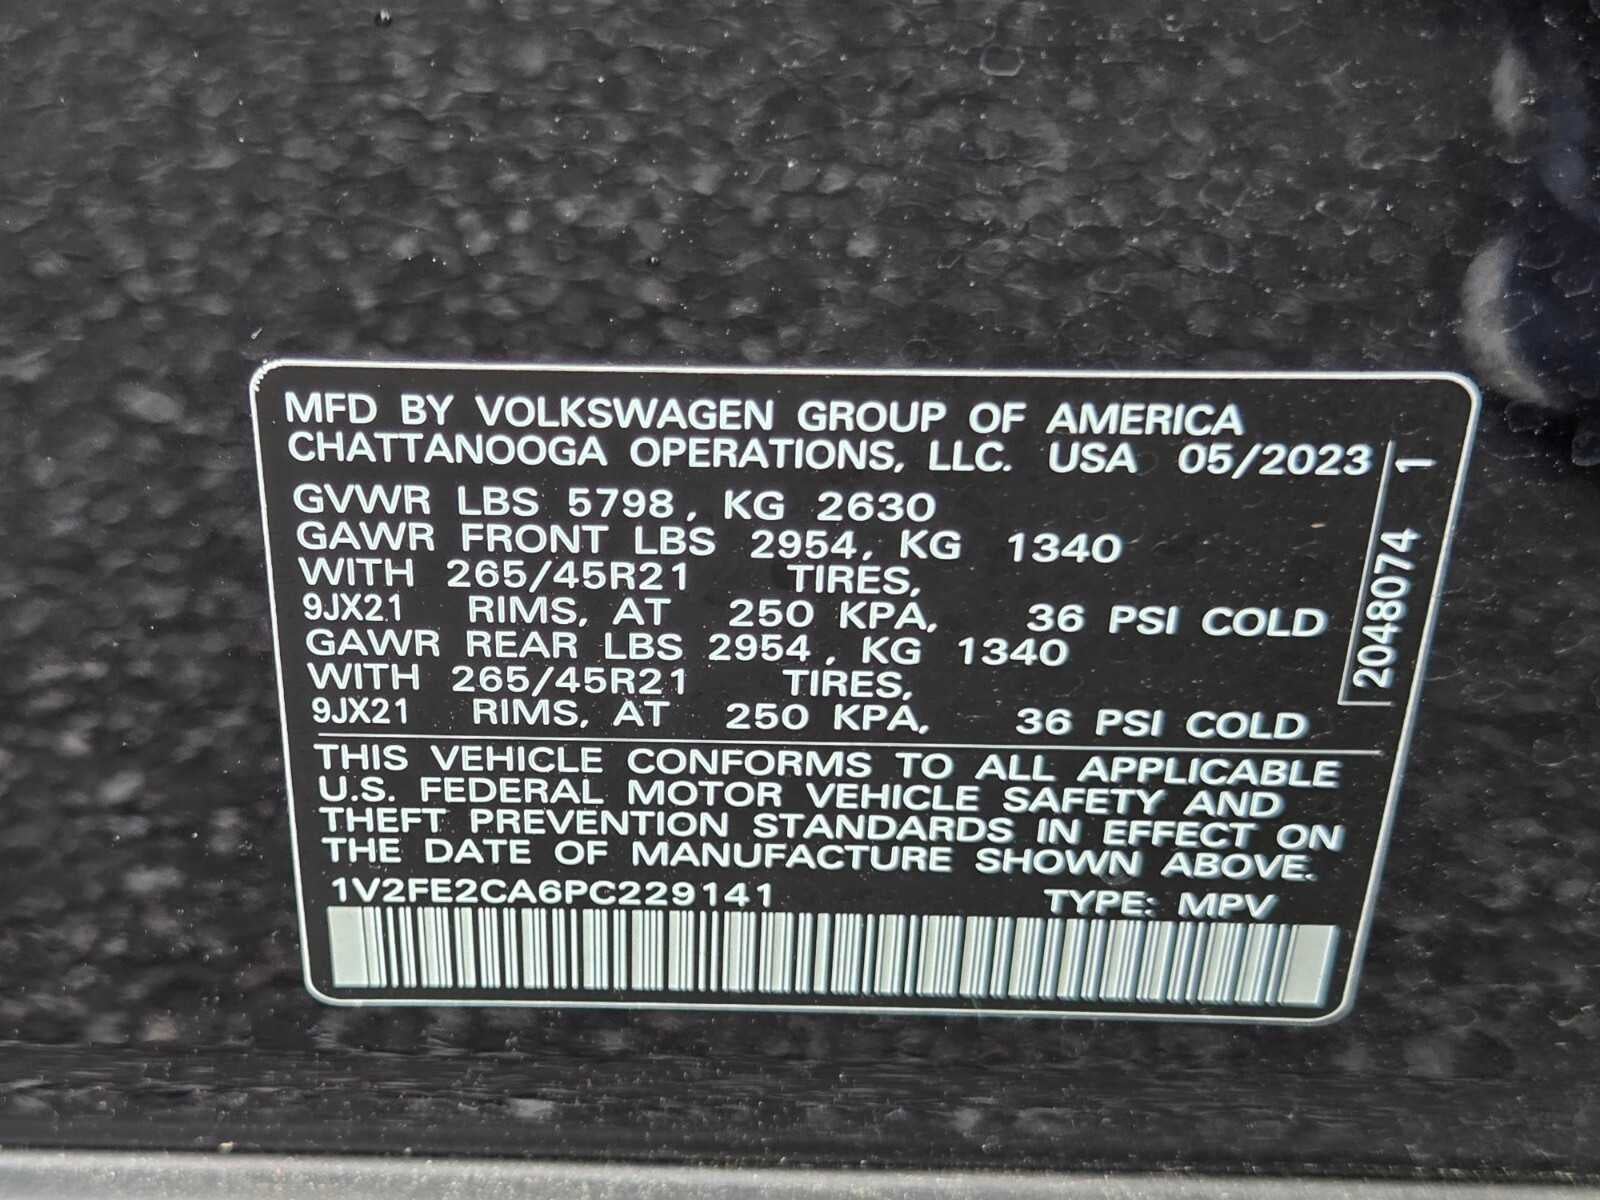 MFD BY VOLKSWAGEN GROUP OF AMERICA
CHATTANOOGA OPERATIONS, LLC. USA 05/2023
GVWR LBS 5798, KG 2630
GAWR FRONT LBS 2954, KG 1340
WITH 265/45R21 TIRES,
9JX21 RIMS, AT 250 KPA, 36 PSI COLD
GAWR REAR LBS 2954, KG 1340
WITH 265/45R21 TIRES,
9JX21 RIMS, AT 250 KPA, 36 PSI COLD
THIS VEHICLE CONFORMS TO ALL APPLICABLE
U.S. FEDERAL MOTOR VEHICLE SAFETY AND
THEFT PREVENTION STANDARDS IN EFFECT ON
THE DATE OF MANUFACTURE SHOWN ABOVE.
1V2FE2CA6PC229141 TYPE: MPV
2048074 1